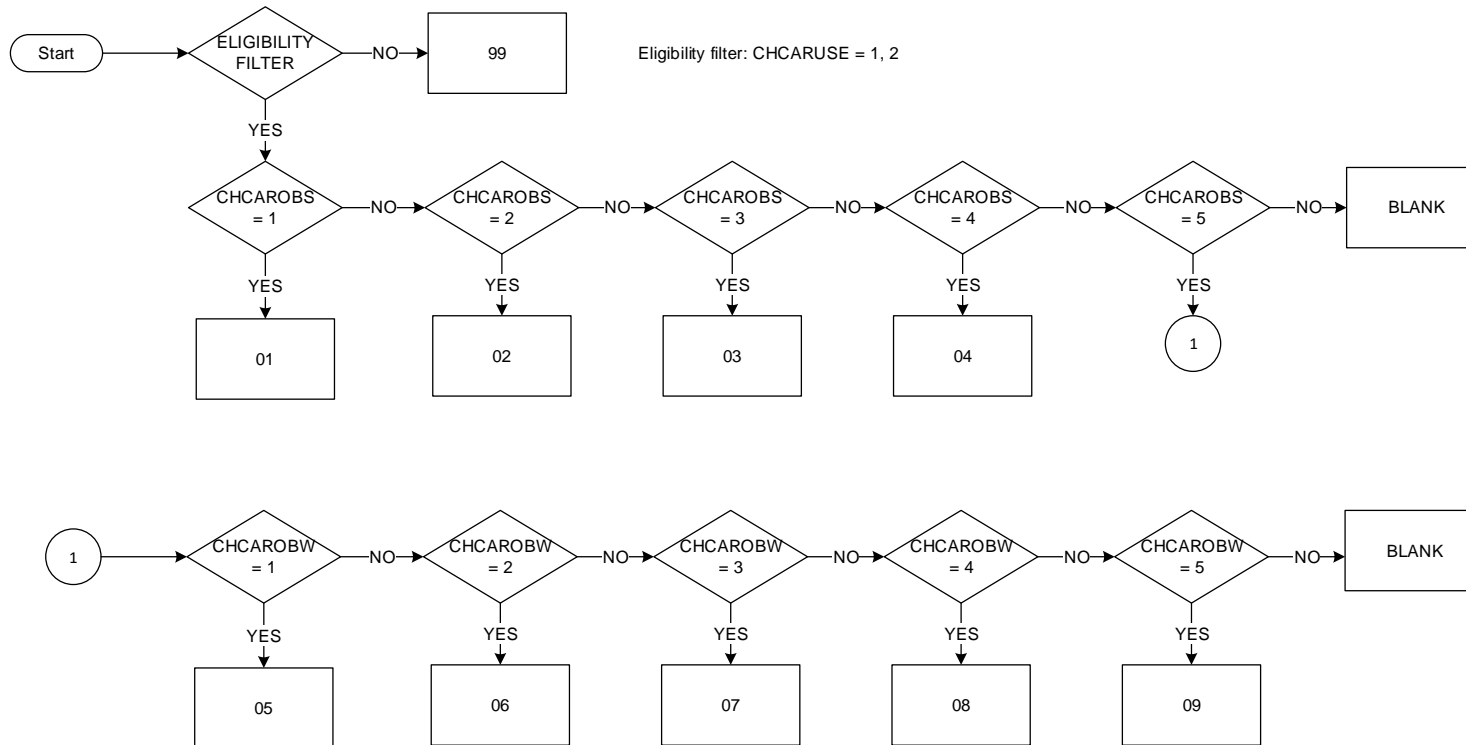 Start
ELIGIBILITY
FILTER
NO
99
Eligibility filter: CHCARUSE = 1, 2
YES
CHCAROBS
= 1
NO
CHCAROBS
= 2
NO
CHCAROBS
= 3
NO
CHCAROBS
= 4
NO
CHCAROBS
= 5
NO
BLANK
YES
YES
YES
YES
YES
01
02
03
04
1
1
CHCAROBW
= 1
NO
CHCAROBW
= 2
NO
CHCAROBW
= 3
NO
CHCAROBW
= 4
NO
CHCAROBW
= 5
NO
BLANK
YES
YES
YES
YES
YES
05
06
07
08
09